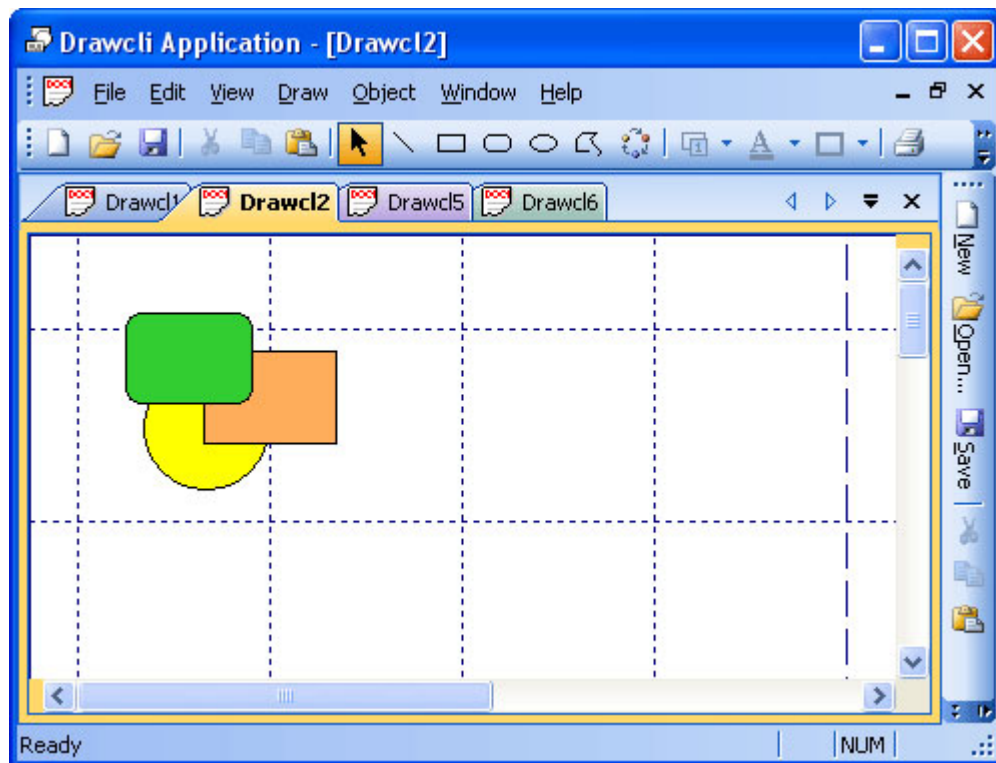 Drawcli Application - [Drawcl2]
File Edit View Draw Object Window Help
Drawcl1 Drawcl2 Drawcl5 Drawcl6
New
Open...
Save
Ready
NUM